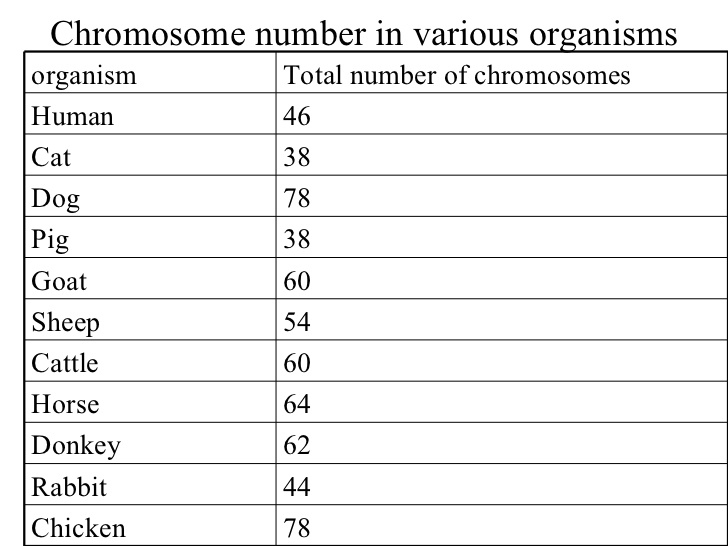 Chromosome number in various organisms
organism Total number of chromosomes
Human 46
Cat 38
Dog 78
Pig 38
Goat 60
Sheep 54
Cattle 60
Horse 64
Donkey 62
Rabbit 44
Chicken 78